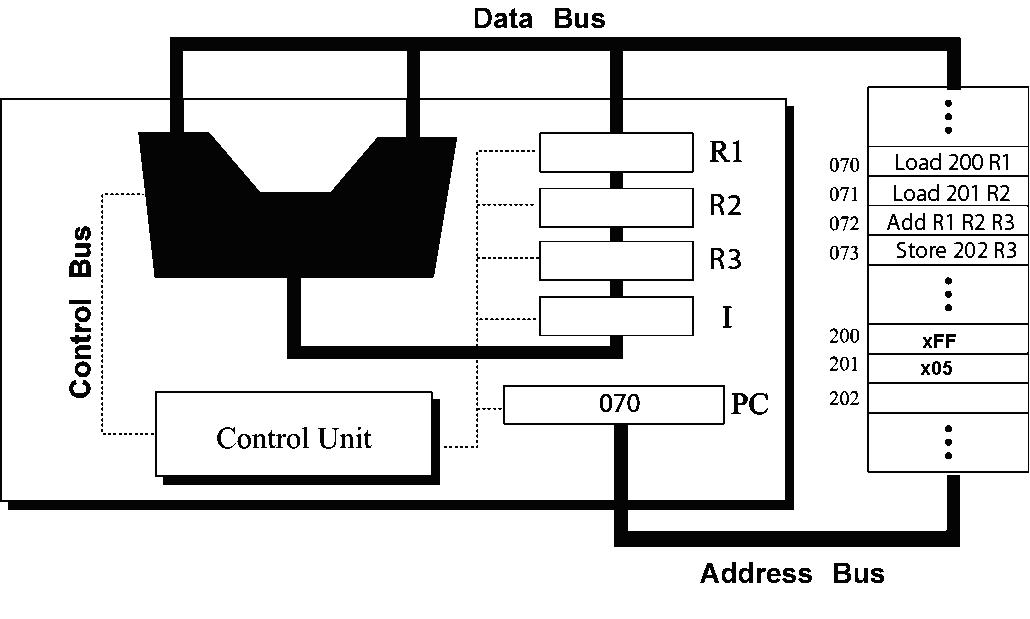 Data Bus
R1
R2
R3
I
Control Bus
Control Unit
070 PC
070 Load 200 R1
071 Load 201 R2
072 Add R1 R2 R3
073 Store 202 R3
200 xFF
201 x05
202
Address Bus